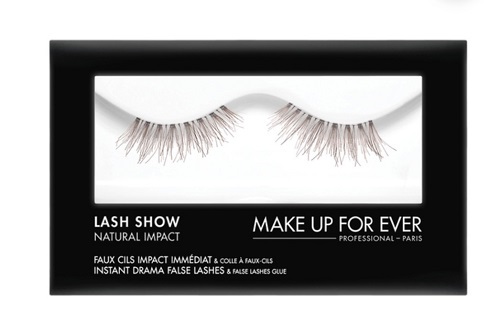 LASH SHOW
NATURAL IMPACT
MAKE UP FOR EVER
PROFESSIONAL – PARIS
FAUX CILS IMPACT IMMÉDIAT & COLLE À FAUX-CILS
INSTANT DRAMA FALSE LASHES & FALSE LASHES GLUE